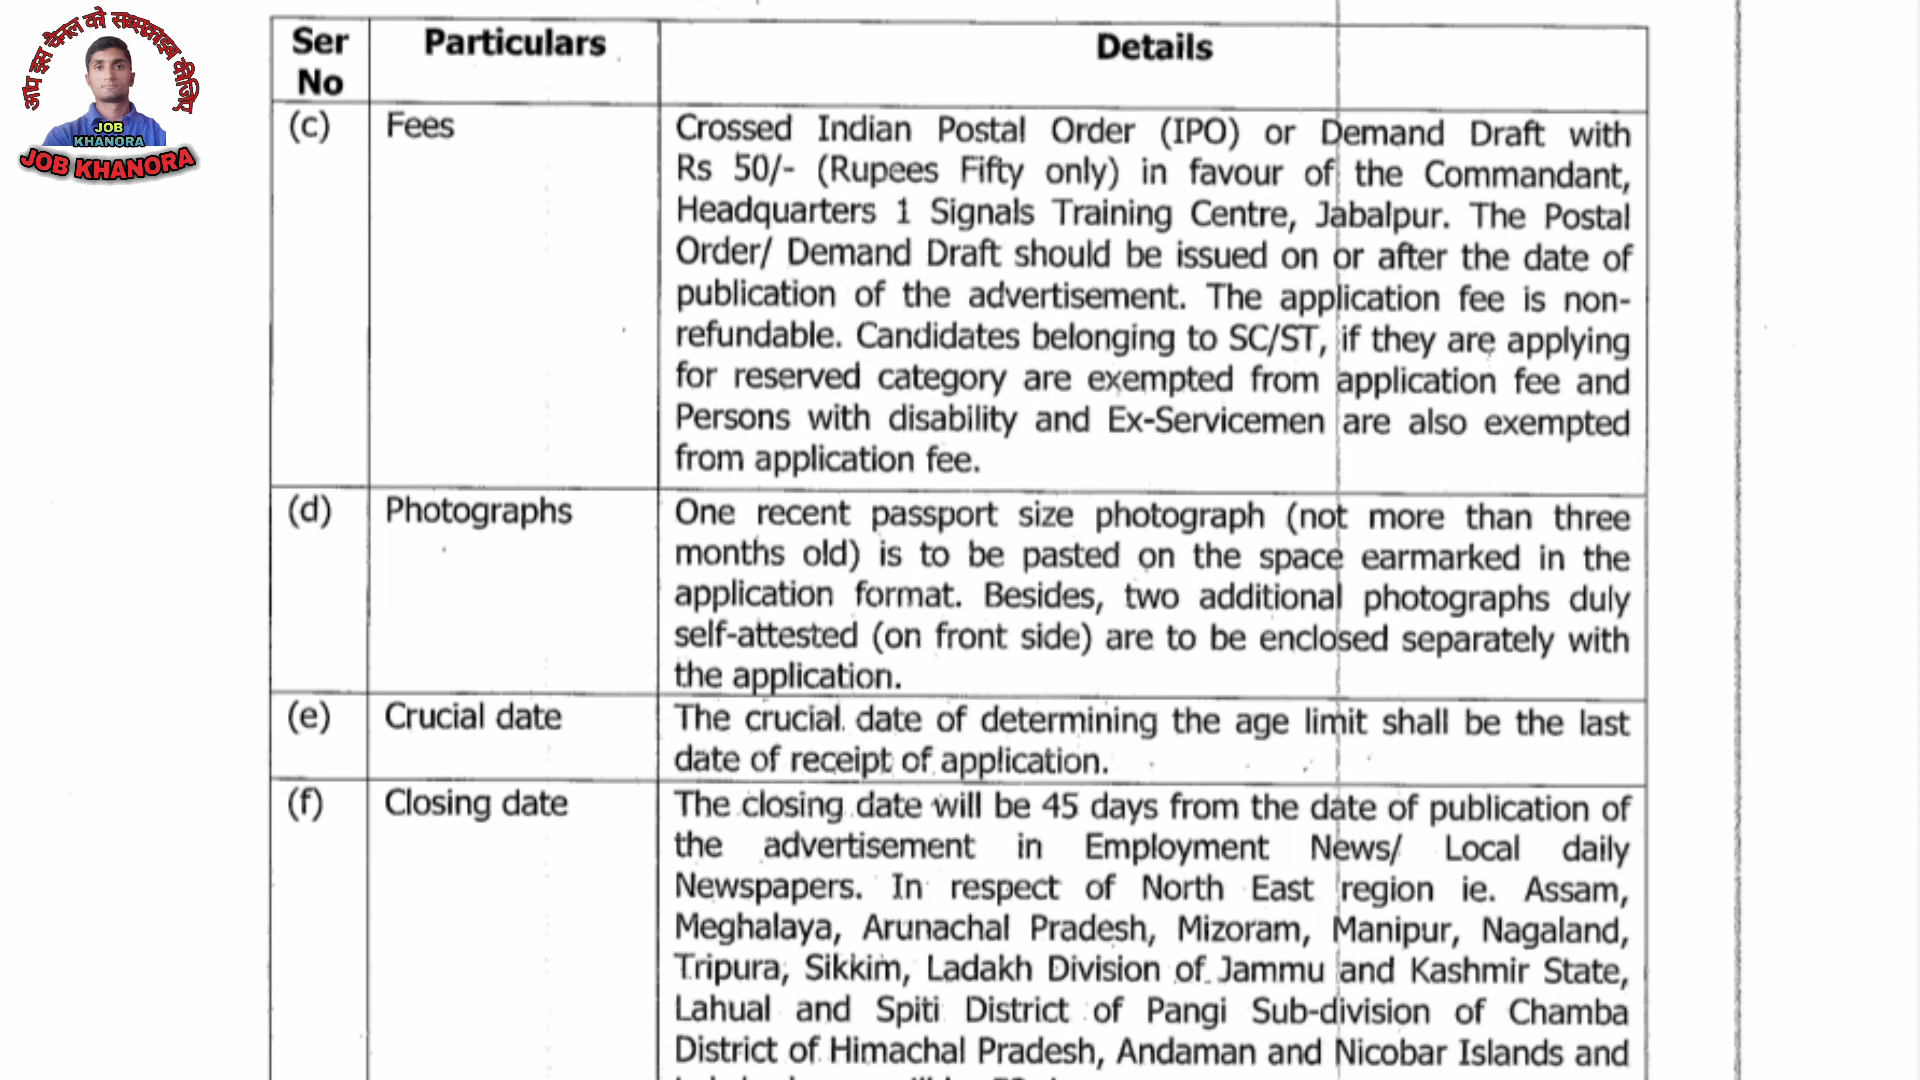 आप इस चैनल को सब्सक्राइब कीजिए
JOB
KHANORA
JOB KHANORA
Ser No
Particulars
Details
(c)
Fees
Crossed Indian Postal Order (IPO) or Demand Draft with
Rs 50/- (Rupees Fifty only) in favour of the Commandant,
Headquarters 1 Signals Training Centre, Jabalpur. The Postal
Order/ Demand Draft should be issued on or after the date of
publication of the advertisement. The application fee is non-
refundable. Candidates belonging to SC/ST, if they are applying
for reserved category are exempted from application fee and
Persons with disability and Ex-Servicemen are also exempted
from application fee.
(d)
Photographs
One recent passport size photograph (not more than three
months old) is to be pasted on the space earmarked in the
application format. Besides, two additional photographs duly
self-attested (on front side) are to be enclosed separately with
the application.
(e)
Crucial date
The crucial date of determining the age limit shall be the last
date of receipt of application.
(f)
Closing date
The closing date will be 45 days from the date of publication of
the advertisement in Employment News/ Local daily
Newspapers. In respect of North East region ie. Assam,
Meghalaya, Arunachal Pradesh, Mizoram, Manipur, Nagaland,
Tripura, Sikkim, Ladakh Division of Jammu and Kashmir State,
Lahual and Spiti District of Pangi Sub-division of Chamba
District of Himachal Pradesh, Andaman and Nicobar Islands and